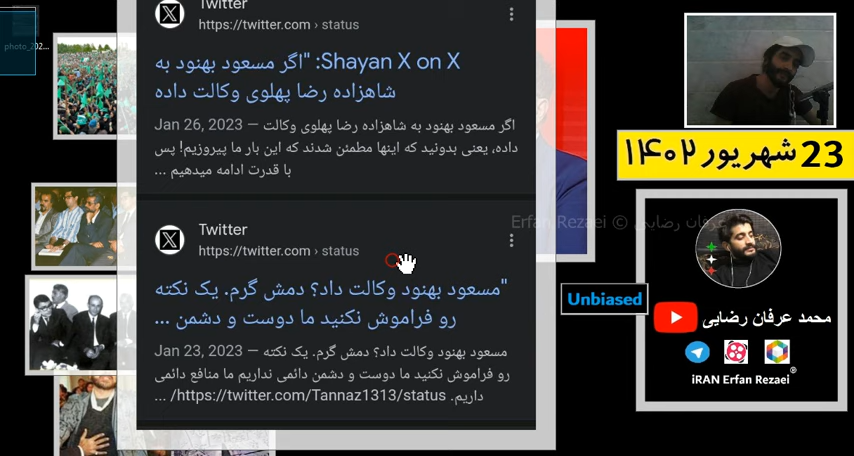 photo_202...
Twitter
https://twitter.com › status
Shayan X on X: "اگر مسعود بهنود به
شاهزاده رضا پهلوی وکالت داده
Jan 26, 2023 — اگر مسعود بهنود به شاهزاده رضا پهلوی وکالت
داده، یعنی بدونید که اینها مطمئن شدند که این بار ما پیروزیم! پس
با قدرت ادامه میدهیم ...
Twitter
https://twitter.com › status
"مسعود بهنود وکالت داد؟ دمش گرم. یک نکته
رو فراموش نکنید ما دوست و دشمن ...
Jan 23, 2023 — مسعود بهنود وکالت داد؟ دمش گرم. یک نکته
رو فراموش نکنید ما دوست و دشمن دائمی نداریم ما منافع دائمی
داریم. https://twitter.com/Tannaz1313/status/ ...
23 شهریور ۱۴۰۲
Erfan Rezaei © عرفان رضایی
Unbiased
محمد عرفان رضایی
iRAN Erfan Rezaei®